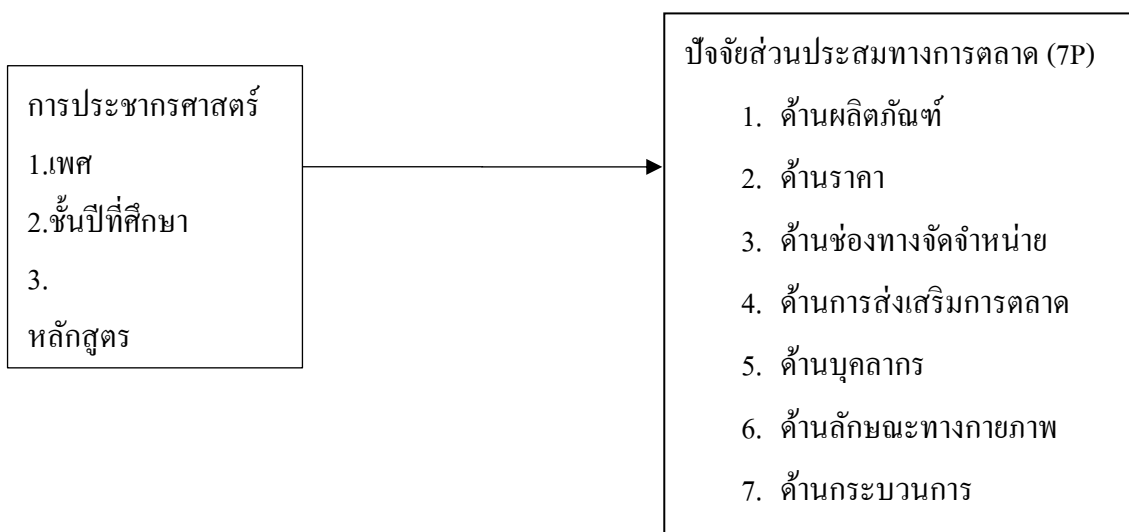 การประชากรศาสตร์
1.เพศ
2.ชั้นปีที่ศึกษา
3.
หลักสูตร
ปัจจัยส่วนประสมทางการตลาด (7P)
1. ด้านผลิตภัณฑ์
2. ด้านราคา
3. ด้านช่องทางจัดจำหน่าย
4. ด้านการส่งเสริมการตลาด
5. ด้านบุคลากร
6. ด้านลักษณะทางกายภาพ
7. ด้านกระบวนการ